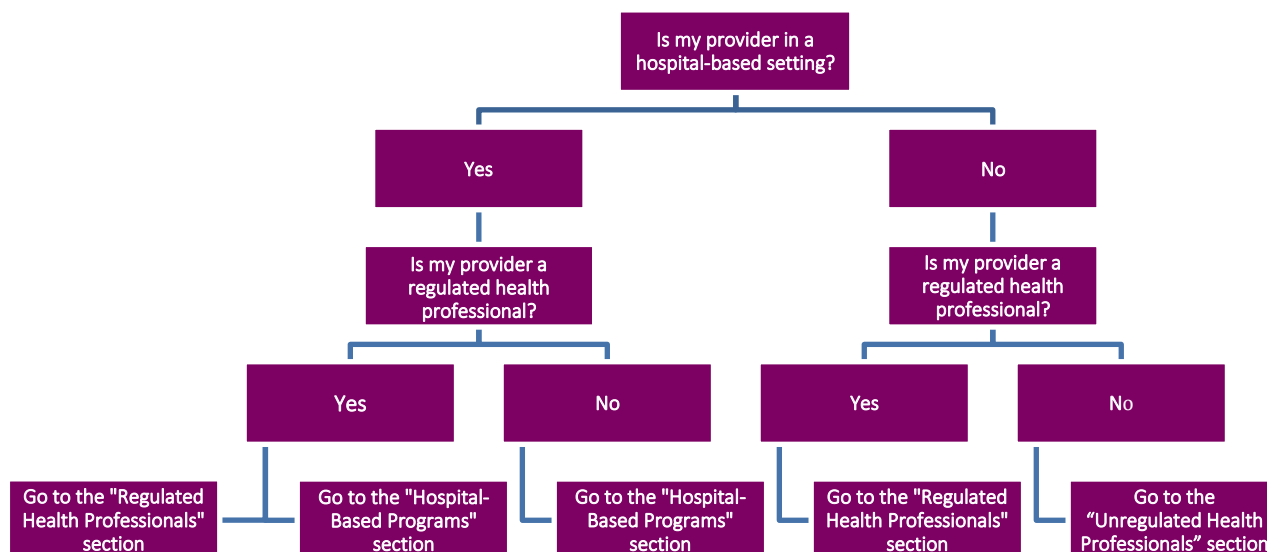 Is my provider in a
hospital-based setting?
Yes
No
Is my provider a
regulated health
professional?
Is my provider a
regulated health
professional?
Yes
No
Yes
No
Go to the "Regulated
Health Professionals"
section
Go to the "Hospital-
Based Programs"
section
Go to the "Hospital-
Based Programs"
section
Go to the "Regulated
Health Professionals"
section
Go to the
“Unregulated Health
Professionals” section